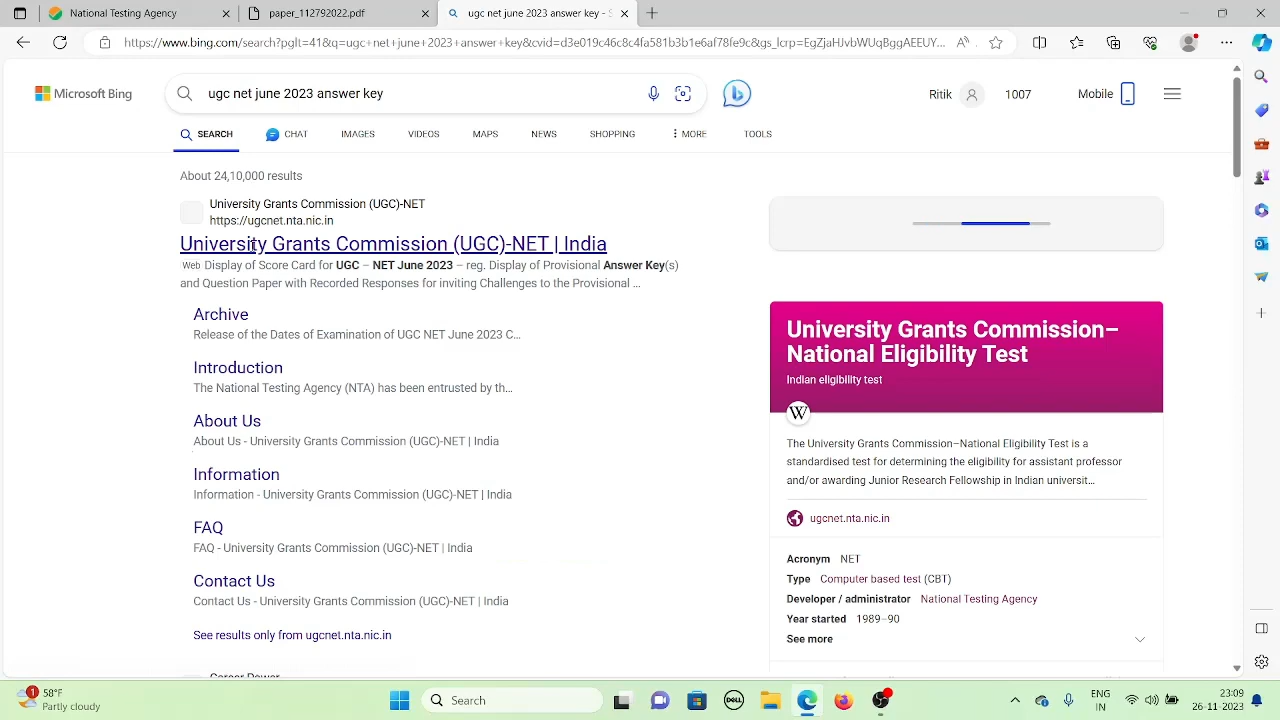 National Testing Agency
paper_112792022.pdf
ugc net june 2023 answer key - S
https://www.bing.com/search?pglt=41&q=ugc+net+june+2023+answer+key&cvid=d3e019c46c8c4fa581b3b1e6af78fe9c&gs_lcrp=EgZjaHJvbWUqBggAEEUY...
Microsoft Bing
ugc net june 2023 answer key
Ritik
1007
Mobile
SEARCH
CHAT
IMAGES
VIDEOS
MAPS
NEWS
SHOPPING
MORE
TOOLS
About 24,10,000 results
University Grants Commission (UGC)-NET
https://ugcnet.nta.nic.in
University Grants Commission (UGC)-NET | India
Web Display of Score Card for UGC – NET June 2023 – reg. Display of Provisional Answer Key(s)
and Question Paper with Recorded Responses for inviting Challenges to the Provisional ...
Archive
Release of the Dates of Examination of UGC NET June 2023 C...
Introduction
The National Testing Agency (NTA) has been entrusted by th...
About Us
About Us - University Grants Commission (UGC)-NET | India
Information
Information - University Grants Commission (UGC)-NET | India
FAQ
FAQ - University Grants Commission (UGC)-NET | India
Contact Us
Contact Us - University Grants Commission (UGC)-NET | India
See results only from ugcnet.nta.nic.in
Career Power
University Grants Commission–
National Eligibility Test
Indian eligibility test
W
The University Grants Commission–National Eligibility Test is a
standardised test for determining the eligibility for assistant professor
and/or awarding Junior Research Fellowship in Indian universit...
ugcnet.nta.nic.in
Acronym NET
Type Computer based test (CBT)
Developer / administrator National Testing Agency
Year started 1989–90
See more
1
58°F
Partly cloudy
Search
DELL
ENG
IN
23:09
26-11-2023